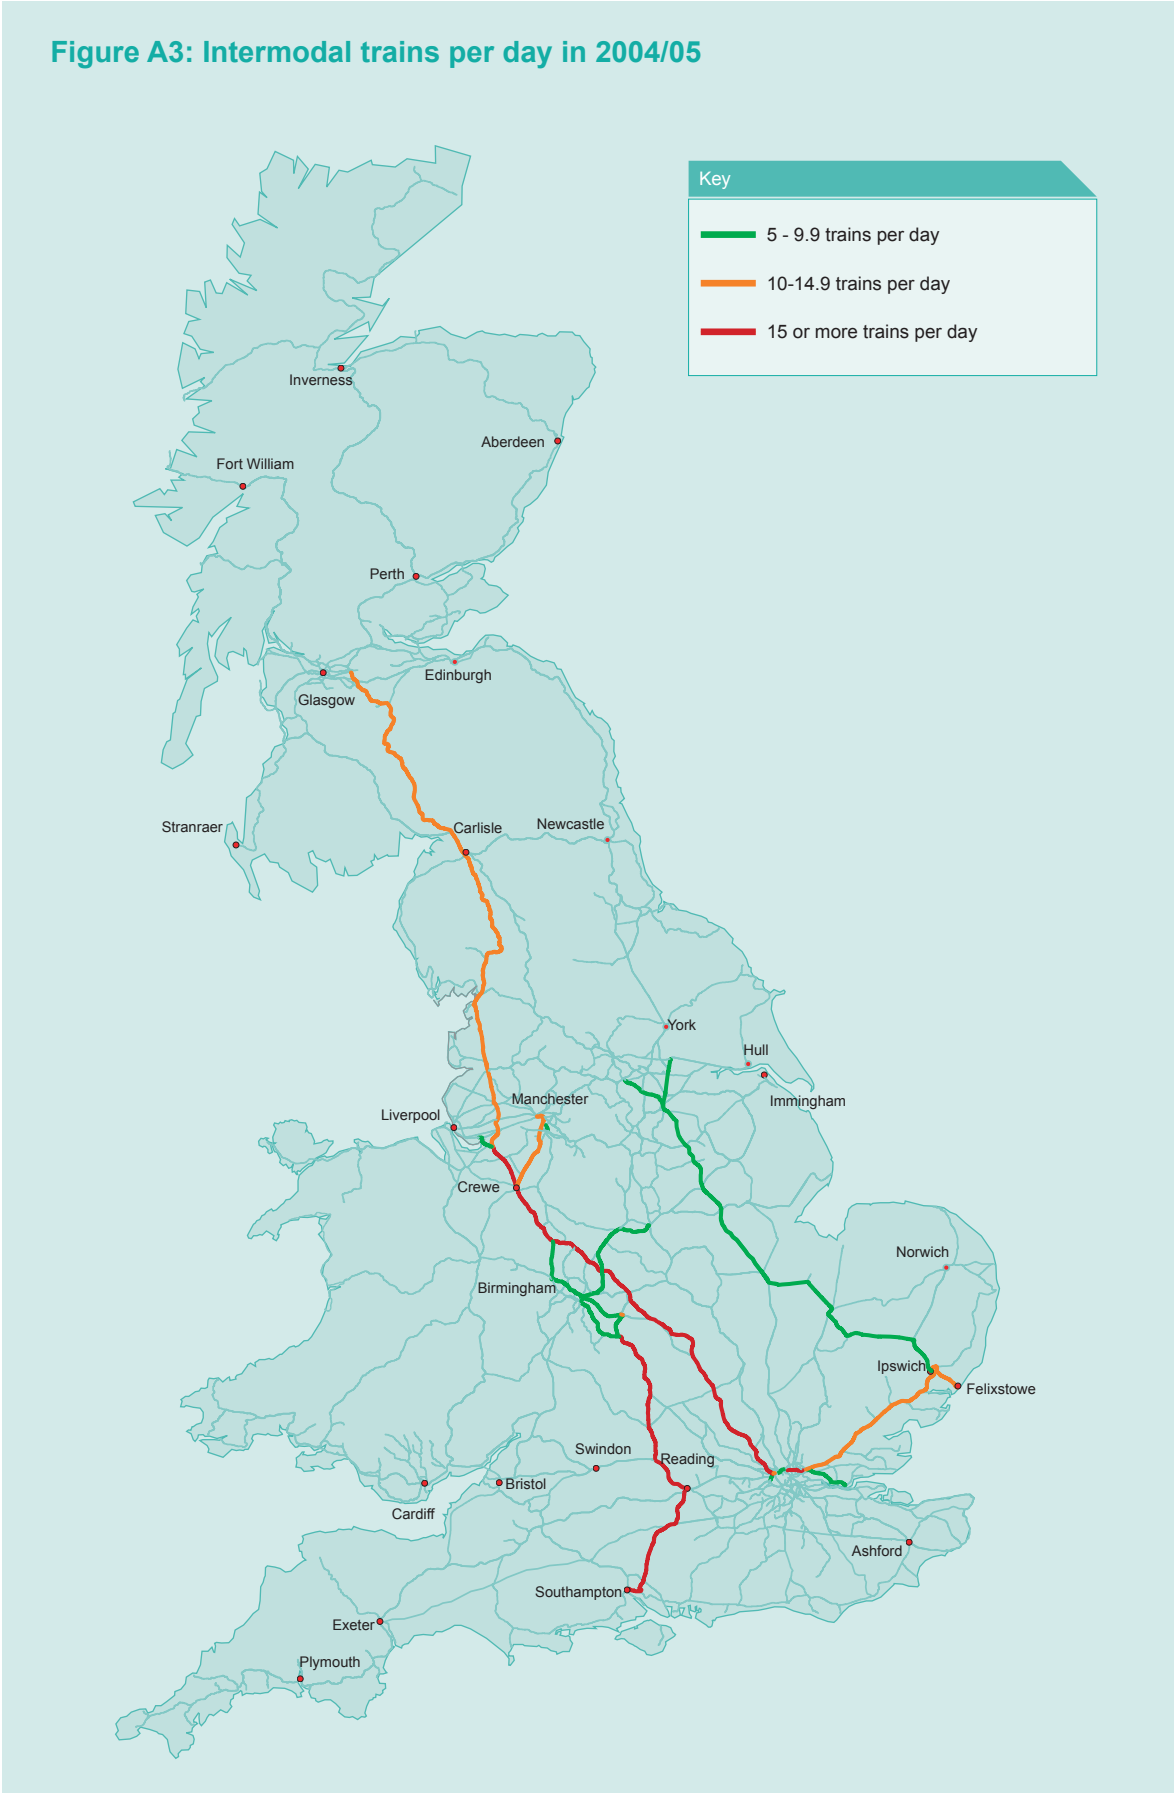 Figure A3: Intermodal trains per day in 2004/05
Key
5 - 9.9 trains per day
10-14.9 trains per day
15 or more trains per day
Inverness
Aberdeen
Fort William
Perth
Edinburgh
Glasgow
Stranraer
Carlisle
Newcastle
York
Hull
Immingham
Manchester
Liverpool
Crewe
Norwich
Birmingham
Ipswich
Felixstowe
Swindon
Reading
Bristol
Cardiff
Ashford
Southampton
Exeter
Plymouth